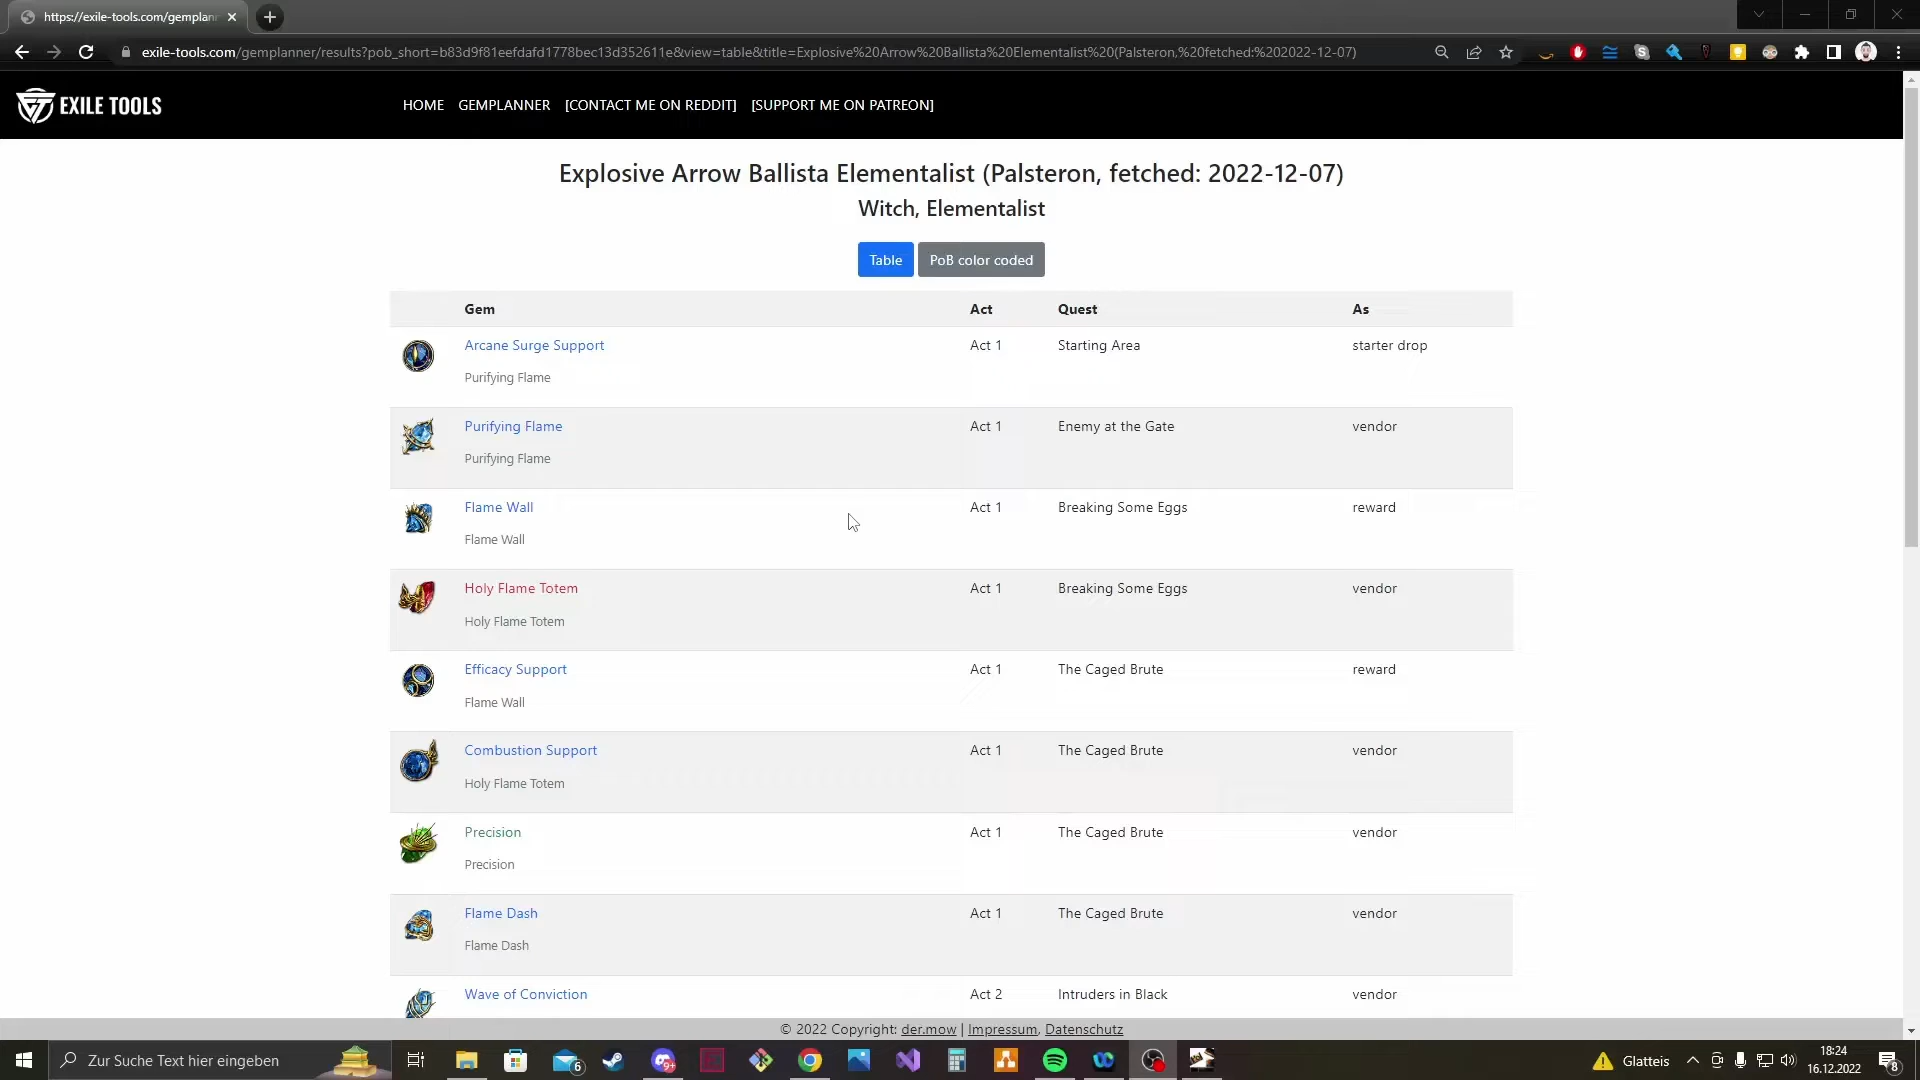 https://exile-tools.com/gemplan
exile-tools.com/gemplanner/results?pob_short=b83d9f81eefdafd1778bec13d352611e&view=table&title=Explosive%20Arrow%20Ballista%20Elementalist%20(Palsteron,%20fetched:%202022-12-07)
EXILE TOOLS
HOME GEMPLANNER [CONTACT ME ON REDDIT] [SUPPORT ME ON PATREON]
Explosive Arrow Ballista Elementalist (Palsteron, fetched: 2022-12-07)
Witch, Elementalist
Table PoB color coded
Gem Act Quest As
Arcane Surge Support Act 1 Starting Area starter drop
Purifying Flame
Purifying Flame Act 1 Enemy at the Gate vendor
Purifying Flame
Flame Wall Act 1 Breaking Some Eggs reward
Flame Wall
Holy Flame Totem Act 1 Breaking Some Eggs vendor
Holy Flame Totem
Efficacy Support Act 1 The Caged Brute reward
Flame Wall
Combustion Support Act 1 The Caged Brute vendor
Holy Flame Totem
Precision Act 1 The Caged Brute vendor
Precision
Flame Dash Act 1 The Caged Brute vendor
Flame Dash
Wave of Conviction Act 2 Intruders in Black vendor
© 2022 Copyright: der.mow | Impressum, Datenschutz
Zur Suche Text hier eingeben
6
9+
Glatteis
18:24
16.12.2022
8